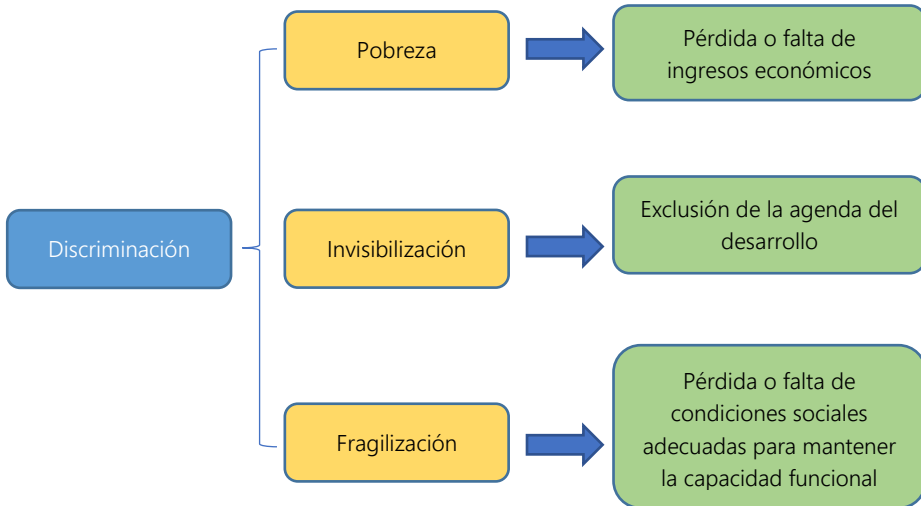 Pobreza
Pérdida o falta de
ingresos económicos
Discriminación
Invisibilización
Exclusión de la agenda del
desarrollo
Fragilización
Pérdida o falta de
condiciones sociales
adecuadas para mantener
la capacidad funcional